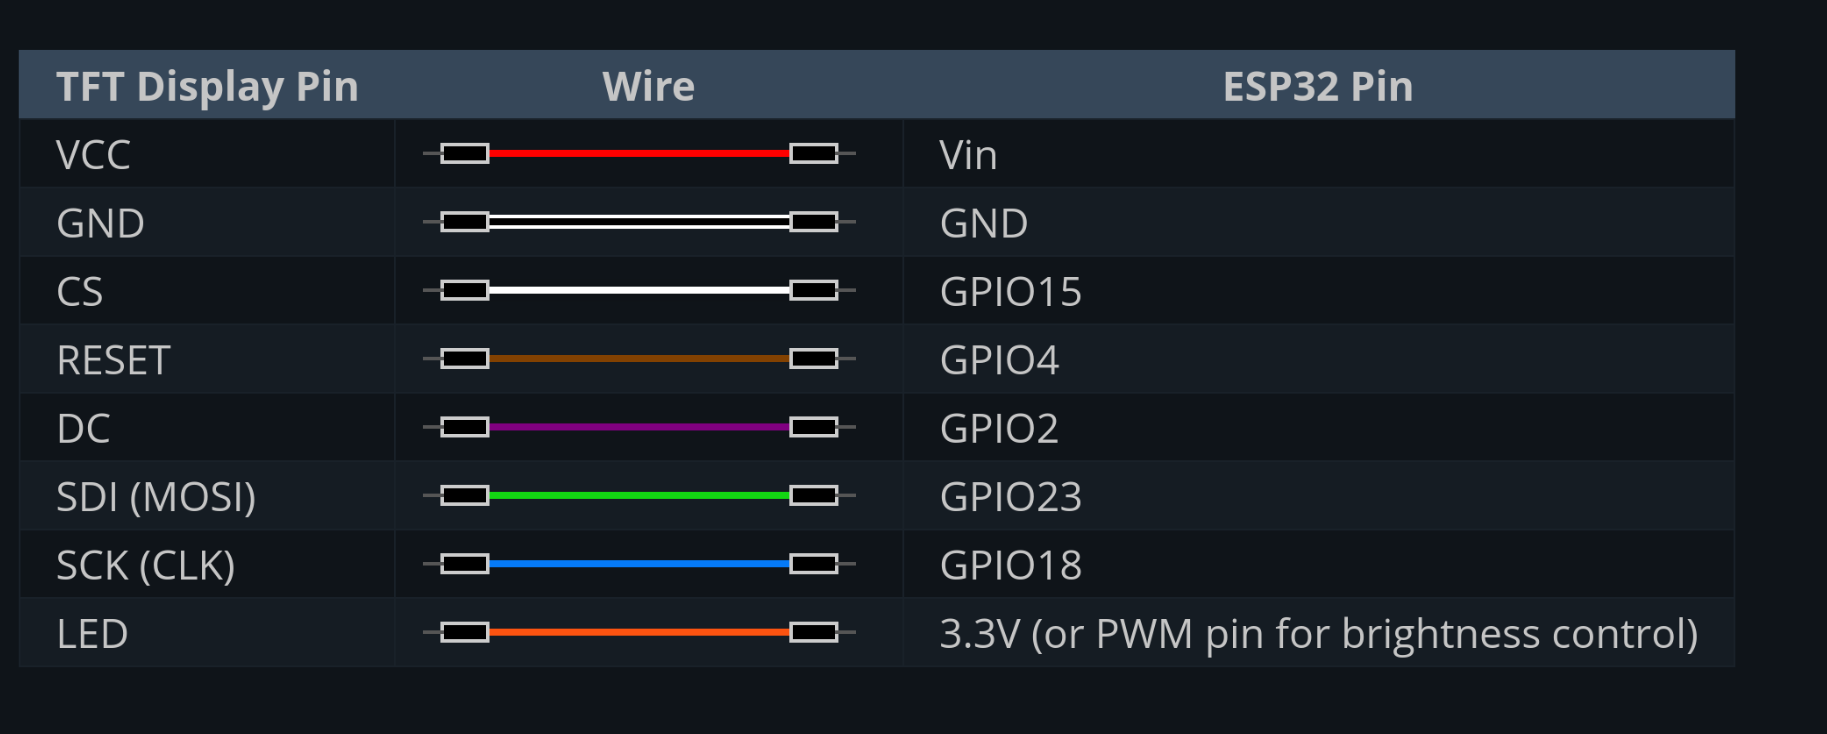 TFT Display Pin Wire ESP32 Pin
VCC Vin
GND GND
CS GPIO15
RESET GPIO4
DC GPIO2
SDI (MOSI) GPIO23
SCK (CLK) GPIO18
LED 3.3V (or PWM pin for brightness control)